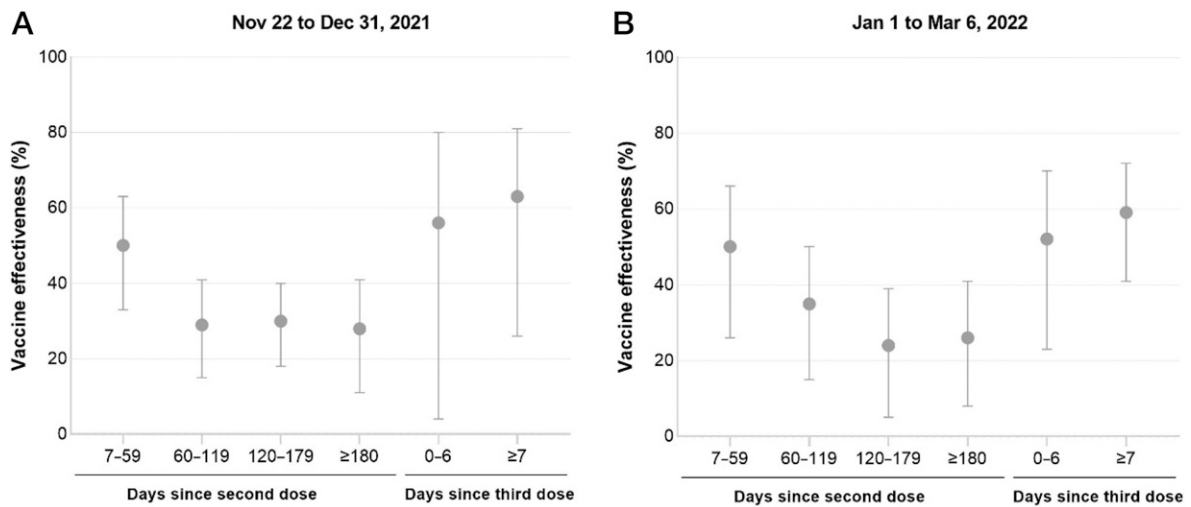 A
Nov 22 to Dec 31, 2021
Vaccine effectiveness (%)
100
80
60
40
20
0
7–59
60–119
120–179
≥180
0–6
≥7
Days since second dose
Days since third dose
B
Jan 1 to Mar 6, 2022
Vaccine effectiveness (%)
100
80
60
40
20
0
7–59
60–119
120–179
≥180
0–6
≥7
Days since second dose
Days since third dose